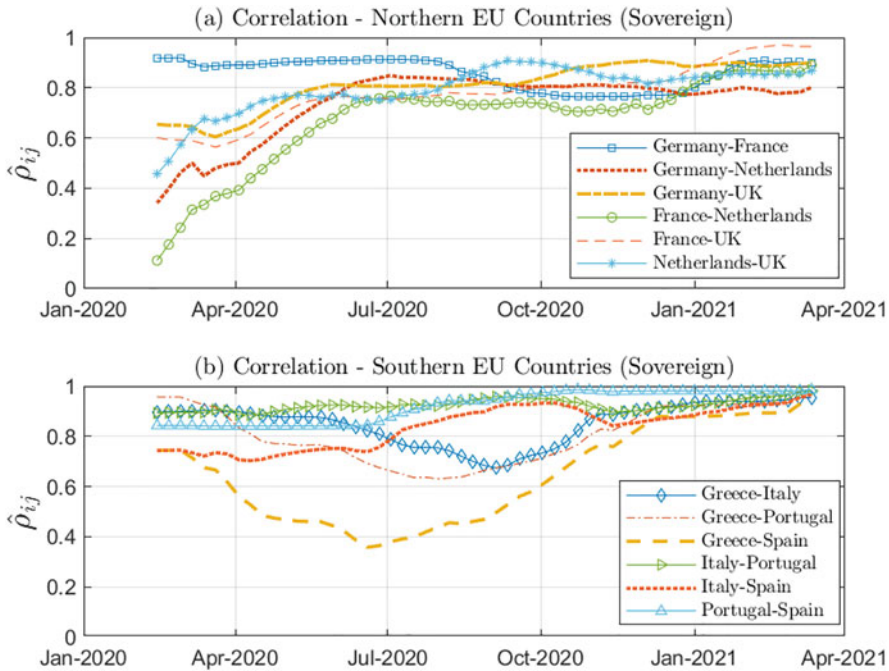 (a) Correlation - Northern EU Countries (Sovereign)
1
0.8
0.6
0.4
0.2
0
ρ̂ij
Germany-France
Germany-Netherlands
Germany-UK
France-Netherlands
France-UK
Netherlands-UK
Jan-2020 Apr-2020 Jul-2020 Oct-2020 Jan-2021 Apr-2021
(b) Correlation - Southern EU Countries (Sovereign)
1
0.8
0.6
0.4
0.2
0
ρ̂ij
Greece-Italy
Greece-Portugal
Greece-Spain
Italy-Portugal
Italy-Spain
Portugal-Spain
Jan-2020 Apr-2020 Jul-2020 Oct-2020 Jan-2021 Apr-2021